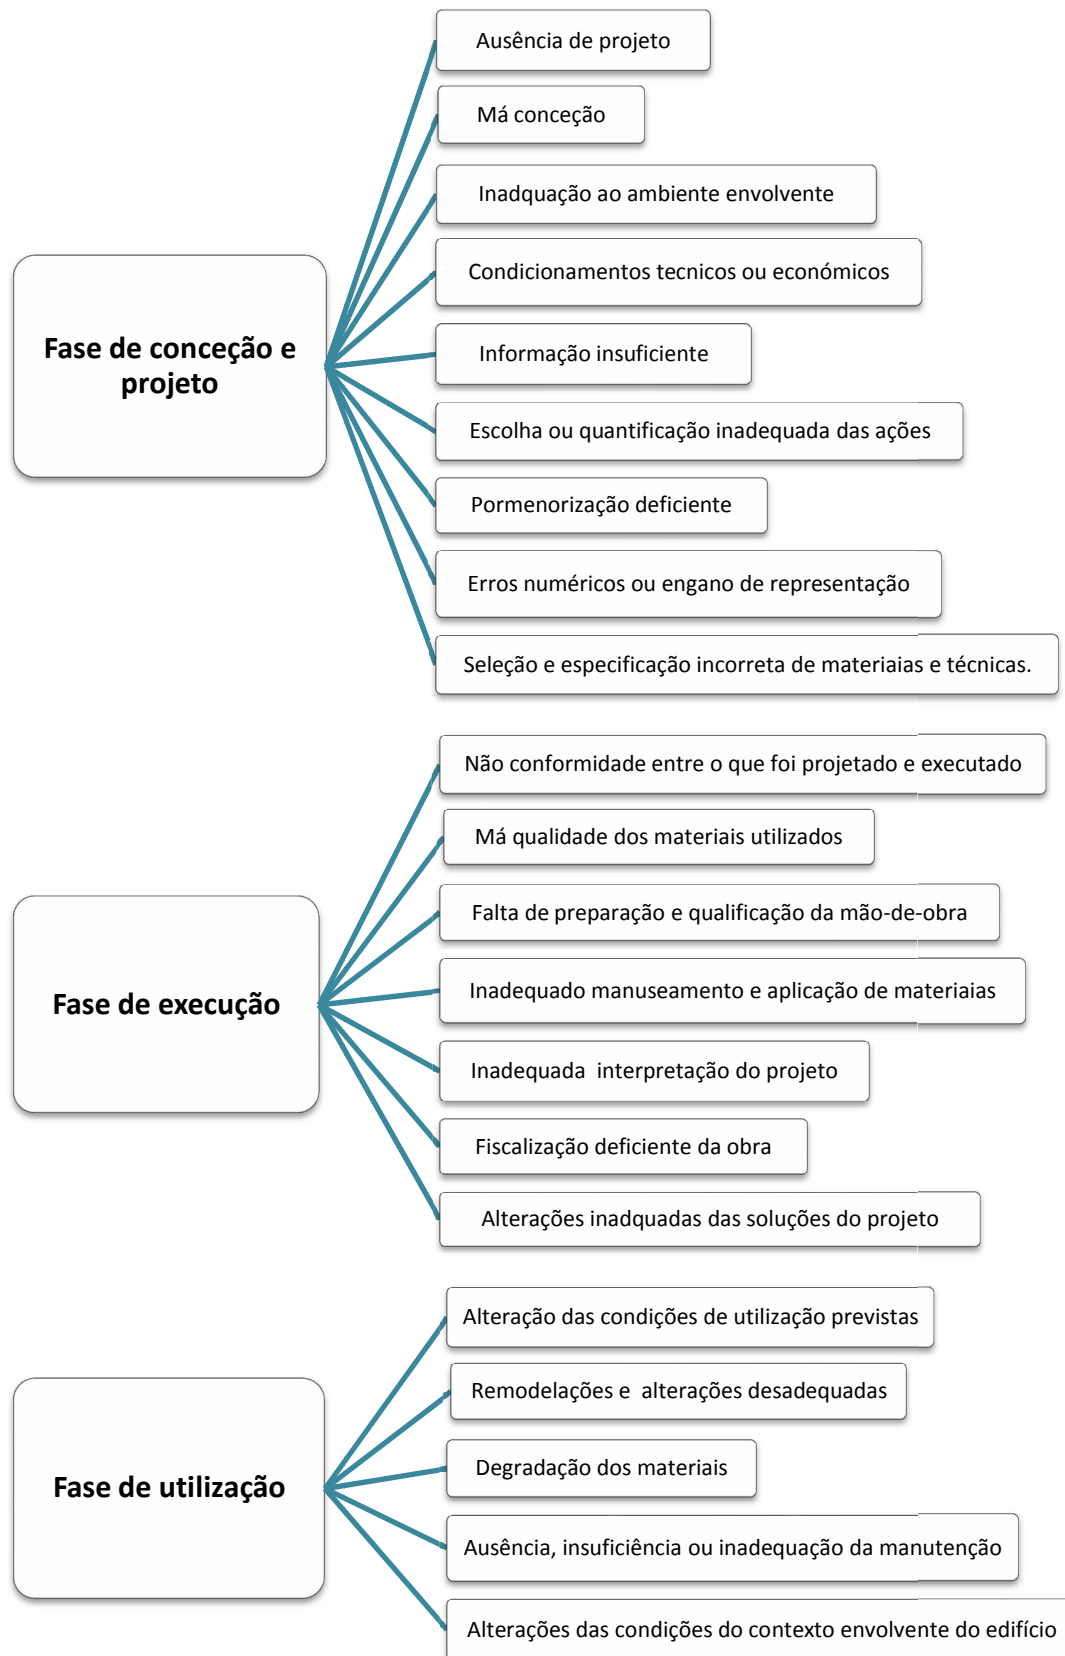 Ausência de projeto
Má conceção
Inadquação ao ambiente envolvente
Condicionamentos tecnicos ou económicos
Fase de conceção e
projeto
Informação insuficiente
Escolha ou quantificação inadequada das ações
Pormenorização deficiente
Erros numéricos ou engano de representação
Seleção e especificação incorreta de materiaias e técnicas.
Não conformidade entre o que foi projetado e executado
Má qualidade dos materiais utilizados
Falta de preparação e qualificação da mão-de-obra
Fase de execução
Inadequado manuseamento e aplicação de materiaias
Inadequada interpretação do projeto
Fiscalização deficiente da obra
Alterações inadquadas das soluções do projeto
Alteração das condições de utilização previstas
Remodelações e alterações desadequadas
Fase de utilização
Degradação dos materiais
Ausência, insuficiência ou inadequação da manutenção
Alterações das condições do contexto envolvente do edifício